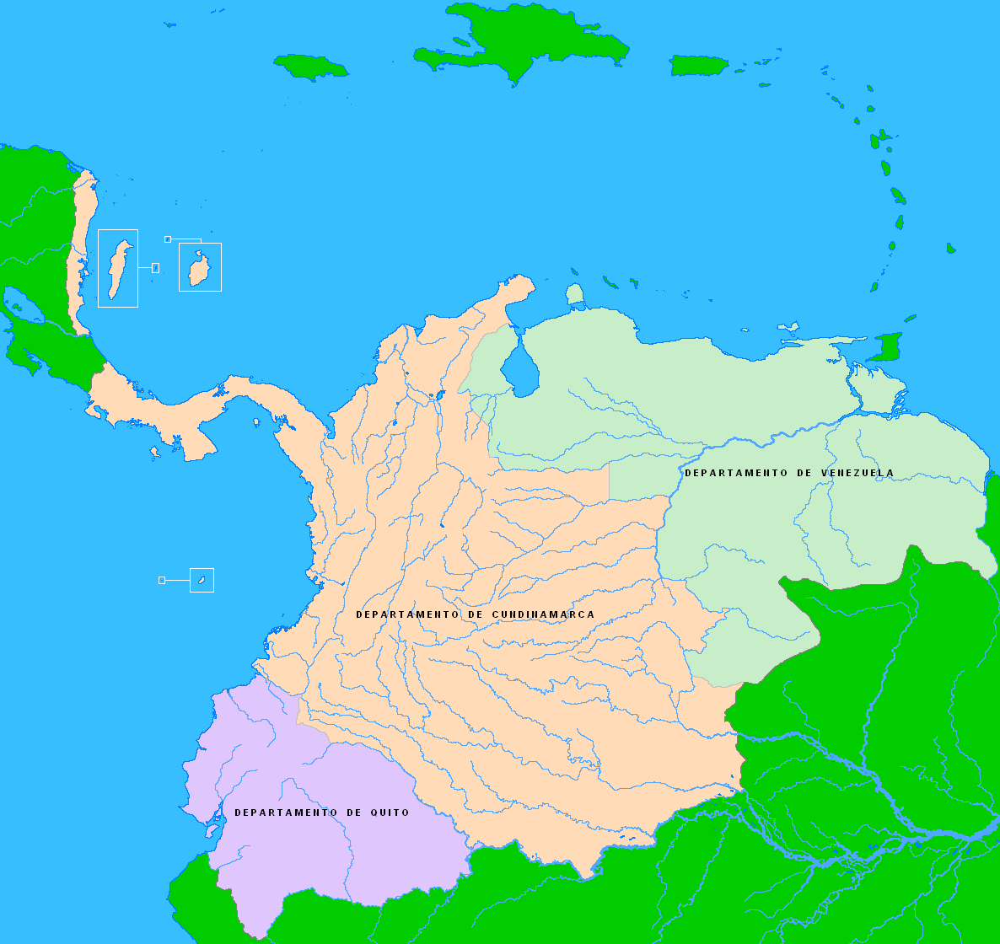 DEPARTAMENTO DE VENEZUELA
DEPARTAMENTO DE CUNDINAMARCA
DEPARTAMENTO DE QUITO